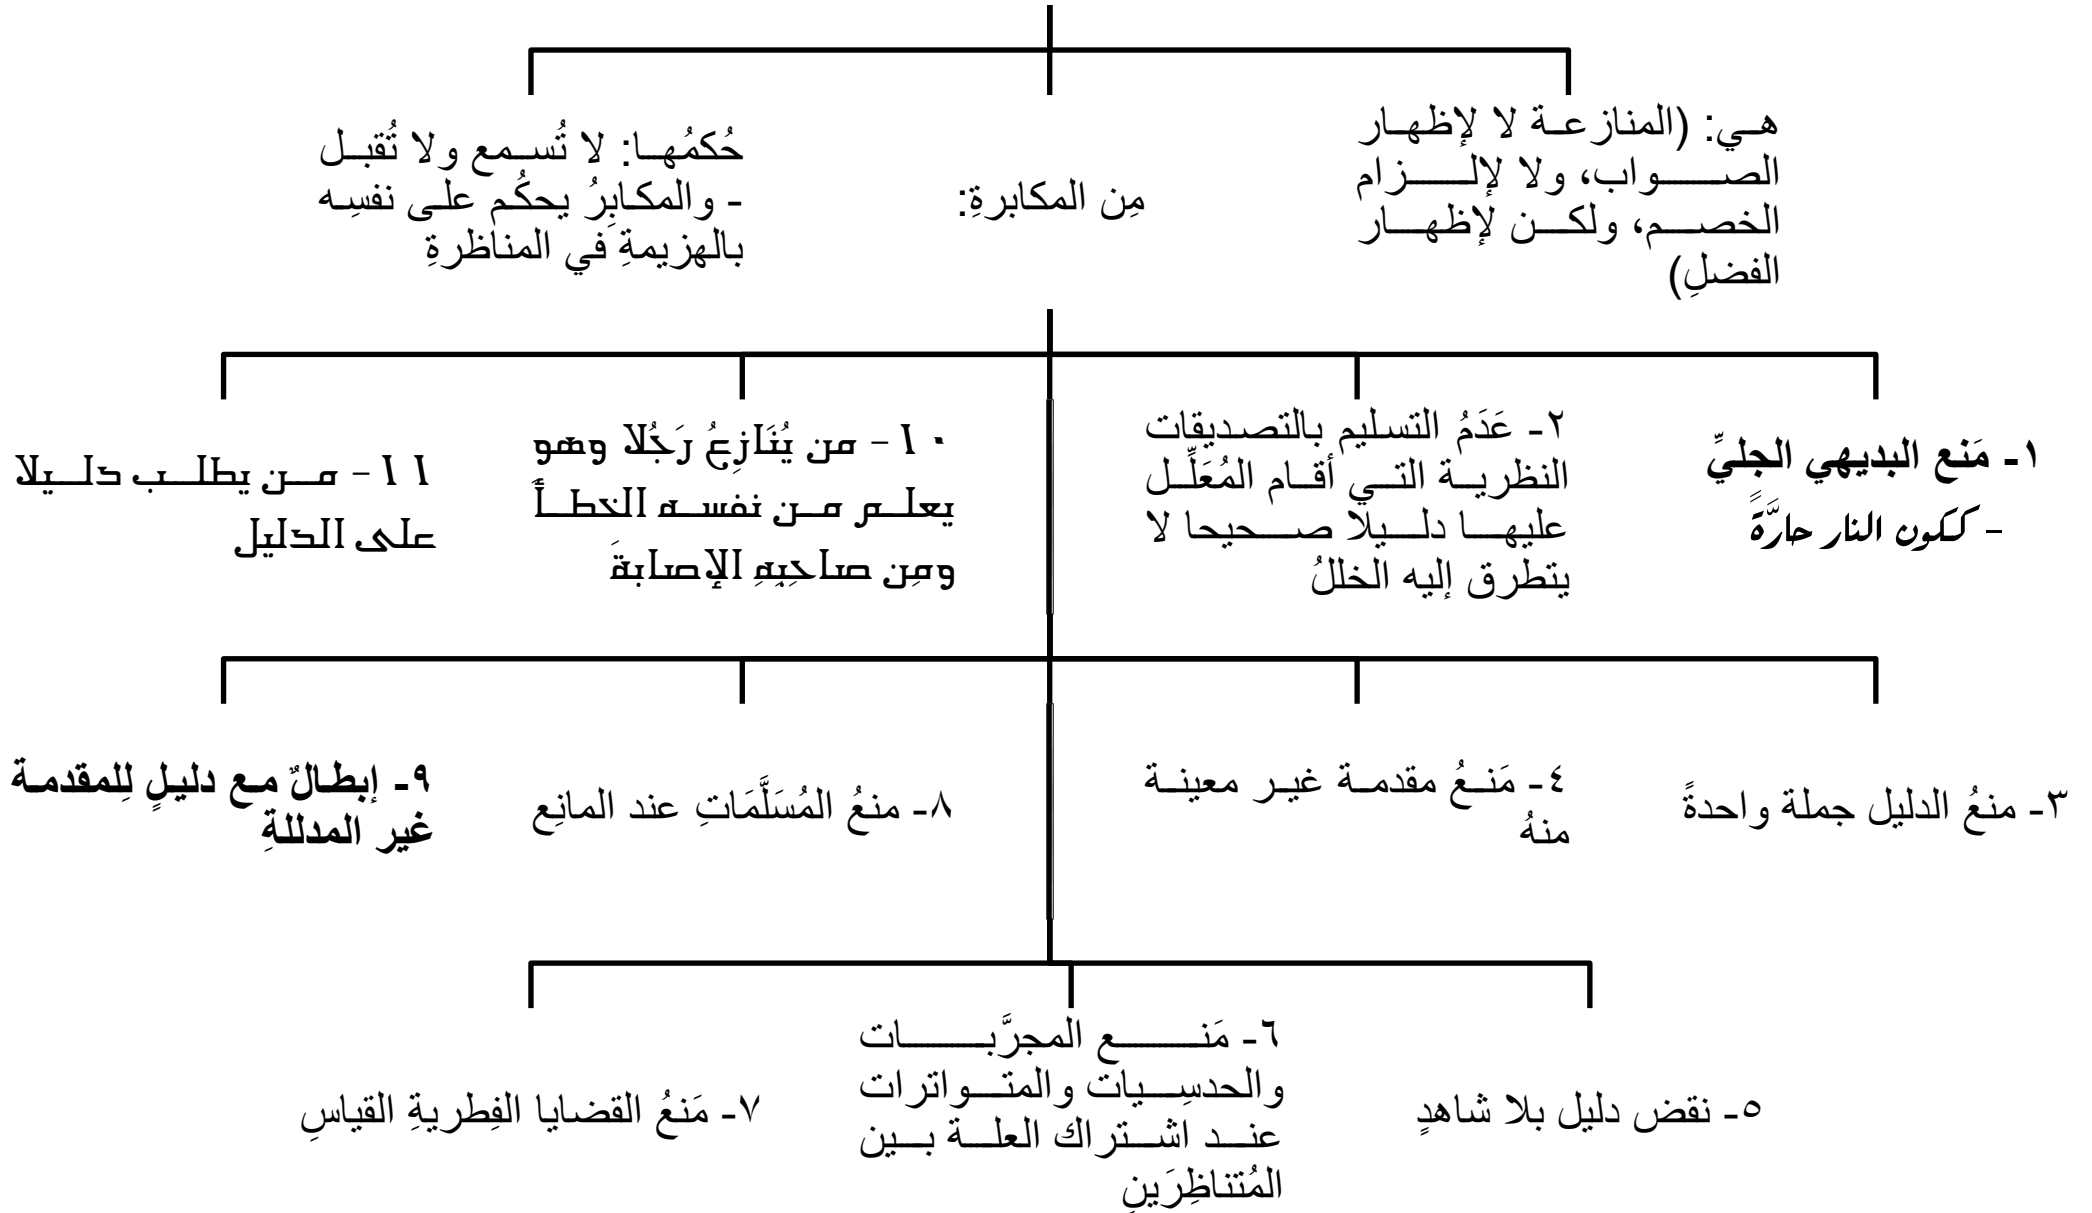 هي: (المنازعة لا لإظهار
الصواب، ولا لإلزام
الخصم، ولكن لإظهار
الفضلِ)
مِن المكابرةِ:
حُكمُها: لا تُسمع ولا تُقبل
- والمكابِرُ يحكُم على نفسِه
بالهزيمةِ في المناظرةِ
١- مَنع البديهي الجليِّ
- ككون النار حارَّةً
٢- عَدَمُ التسليم بالتصديقات
النظرية التي أقام المُعَلِّل
عليها دليلا صحيحا لا
يتطرق إليه الخللُ
١٠- من يُنَازِعُ رَجُلا وهو
يعلم من نفسه الخطأَ
ومِن صاحِبِهِ الإصابةَ
١١- من يطلب دليلا
على الدليل
٣- منعُ الدليل جملة واحدةً
٤- مَنعُ مقدمة غير معينة
منهُ
٨- منعُ المُسَلَّمَاتِ عند المانِع
٩- إبطالٌ مع دليلٍ لِلمقدمة
غير المدللةِ
٥- نقض دليل بلا شاهدٍ
٦- مَنع المجرَّبات
والحدسِيات والمتواترات
عند اشتراك العلة بين
المُتناظِرَينِ
٧- مَنعُ القضايا الفِطريةِ القياسِ